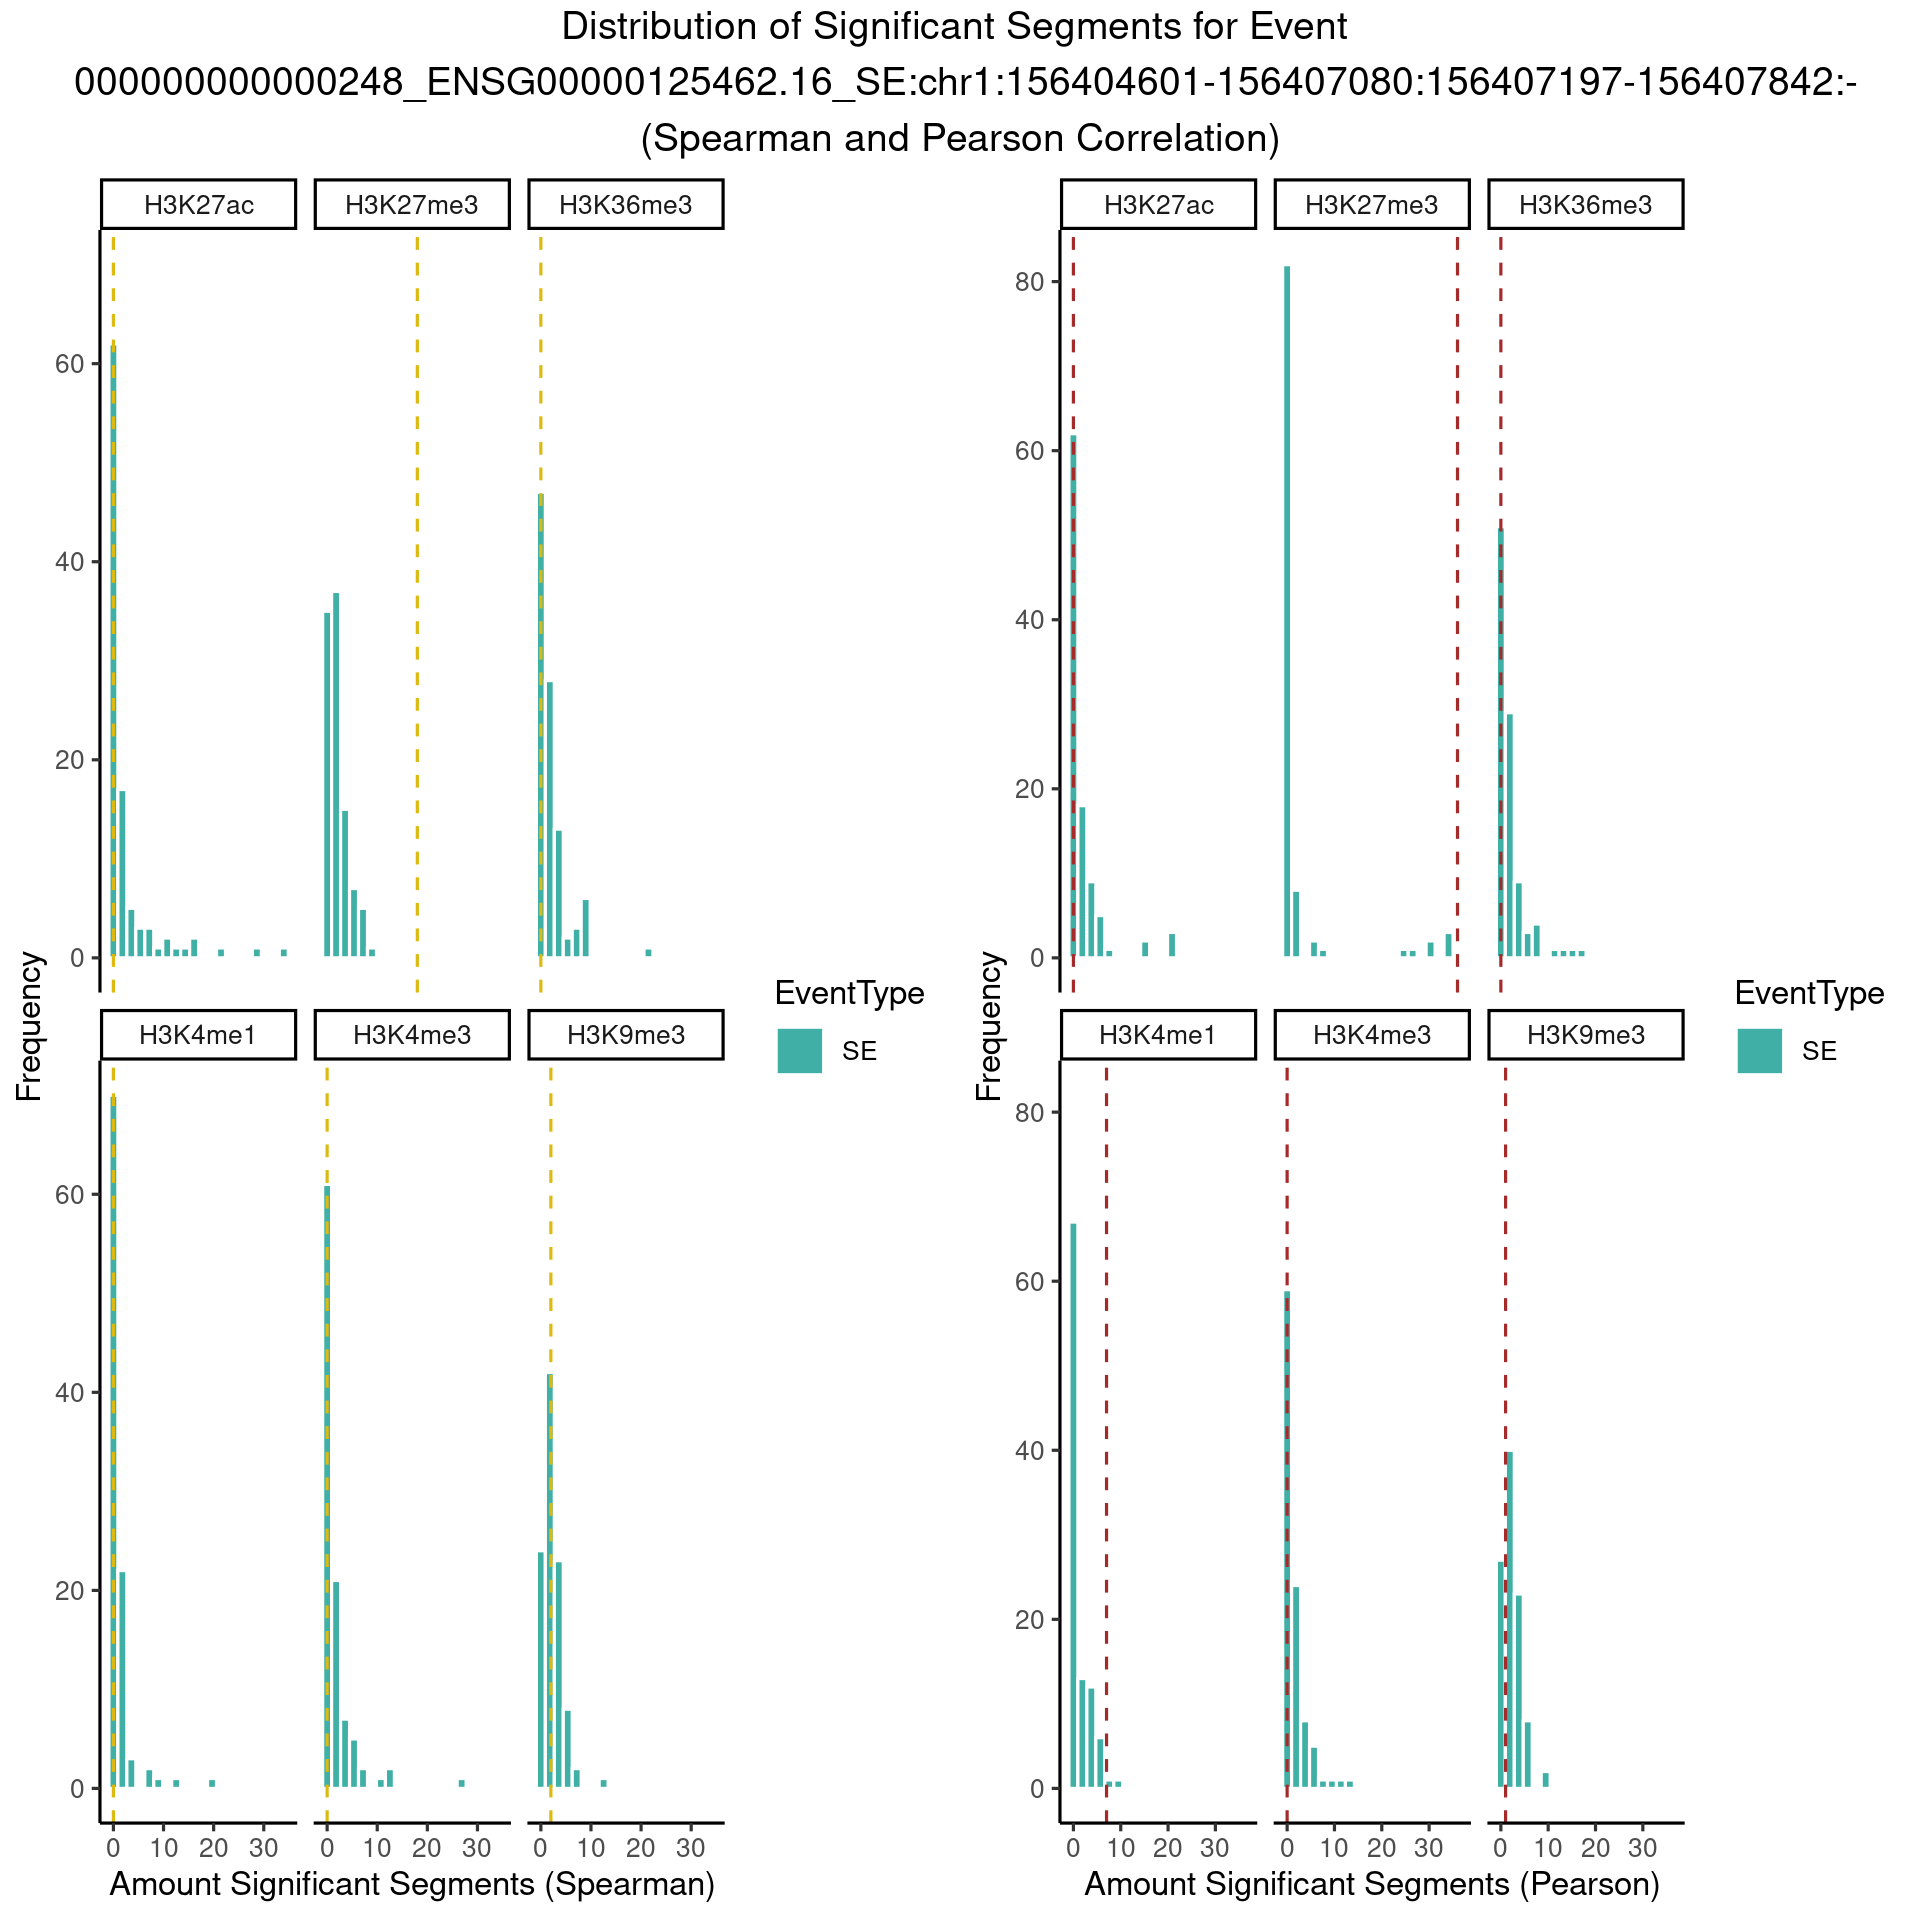 Distribution of Significant Segments for Event
000000000000248_ENSG00000125462.16_SE:chr1:156404601-156407080:156407197-156407842:-
(Spearman and Pearson Correlation)
H3K27ac H3K27me3 H3K36me3
60
40
20
0
H3K4me1 H3K4me3 H3K9me3
60
40
20
0
0 10 20 30 0 10 20 30 0 10 20 30
Amount Significant Segments (Spearman)
Frequency
EventType
SE
H3K27ac H3K27me3 H3K36me3
80
60
40
20
0
H3K4me1 H3K4me3 H3K9me3
80
60
40
20
0
0 10 20 30 0 10 20 30 0 10 20 30
Amount Significant Segments (Pearson)
Frequency
EventType
SE